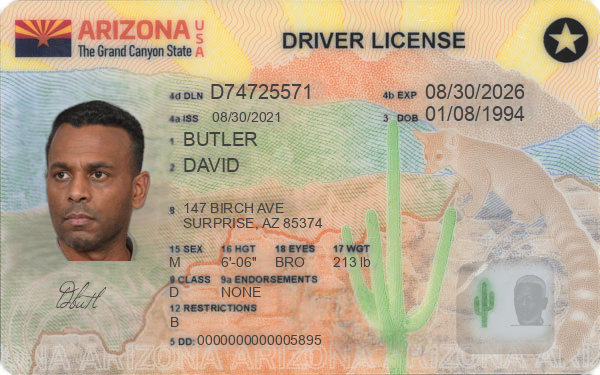 ARIZONA USA
The Grand Canyon State
DRIVER LICENSE
4d DLN D74725571 4b EXP 08/30/2026
4a ISS 08/30/2021 3 DOB 01/08/1994
1 BUTLER
2 DAVID
8 147 BIRCH AVE
SURPRISE, AZ 85374
15 SEX 16 HGT 18 EYES 17 WGT
M 6'-06" BRO 213 lb
9 CLASS 9a ENDORSEMENTS
D NONE
12 RESTRICTIONS
B
5 DD: 0000000000005895
ARIZONA ARIZONA ARIZONA ARIZONA